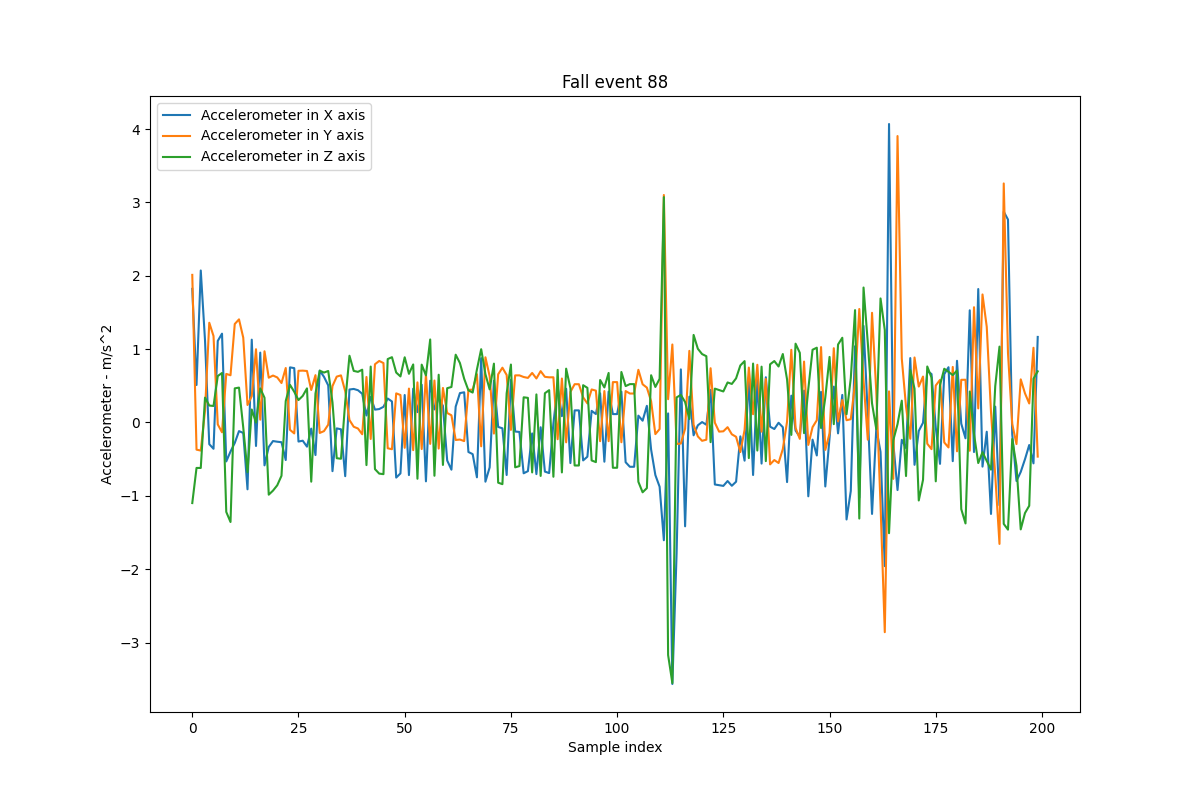 Fall event 88
Accelerometer in X axis
Accelerometer in Y axis
Accelerometer in Z axis
4
3
2
1
0
−1
−2
−3
Accelerometer - m/s^2
0 25 50 75 100 125 150 175 200
Sample index